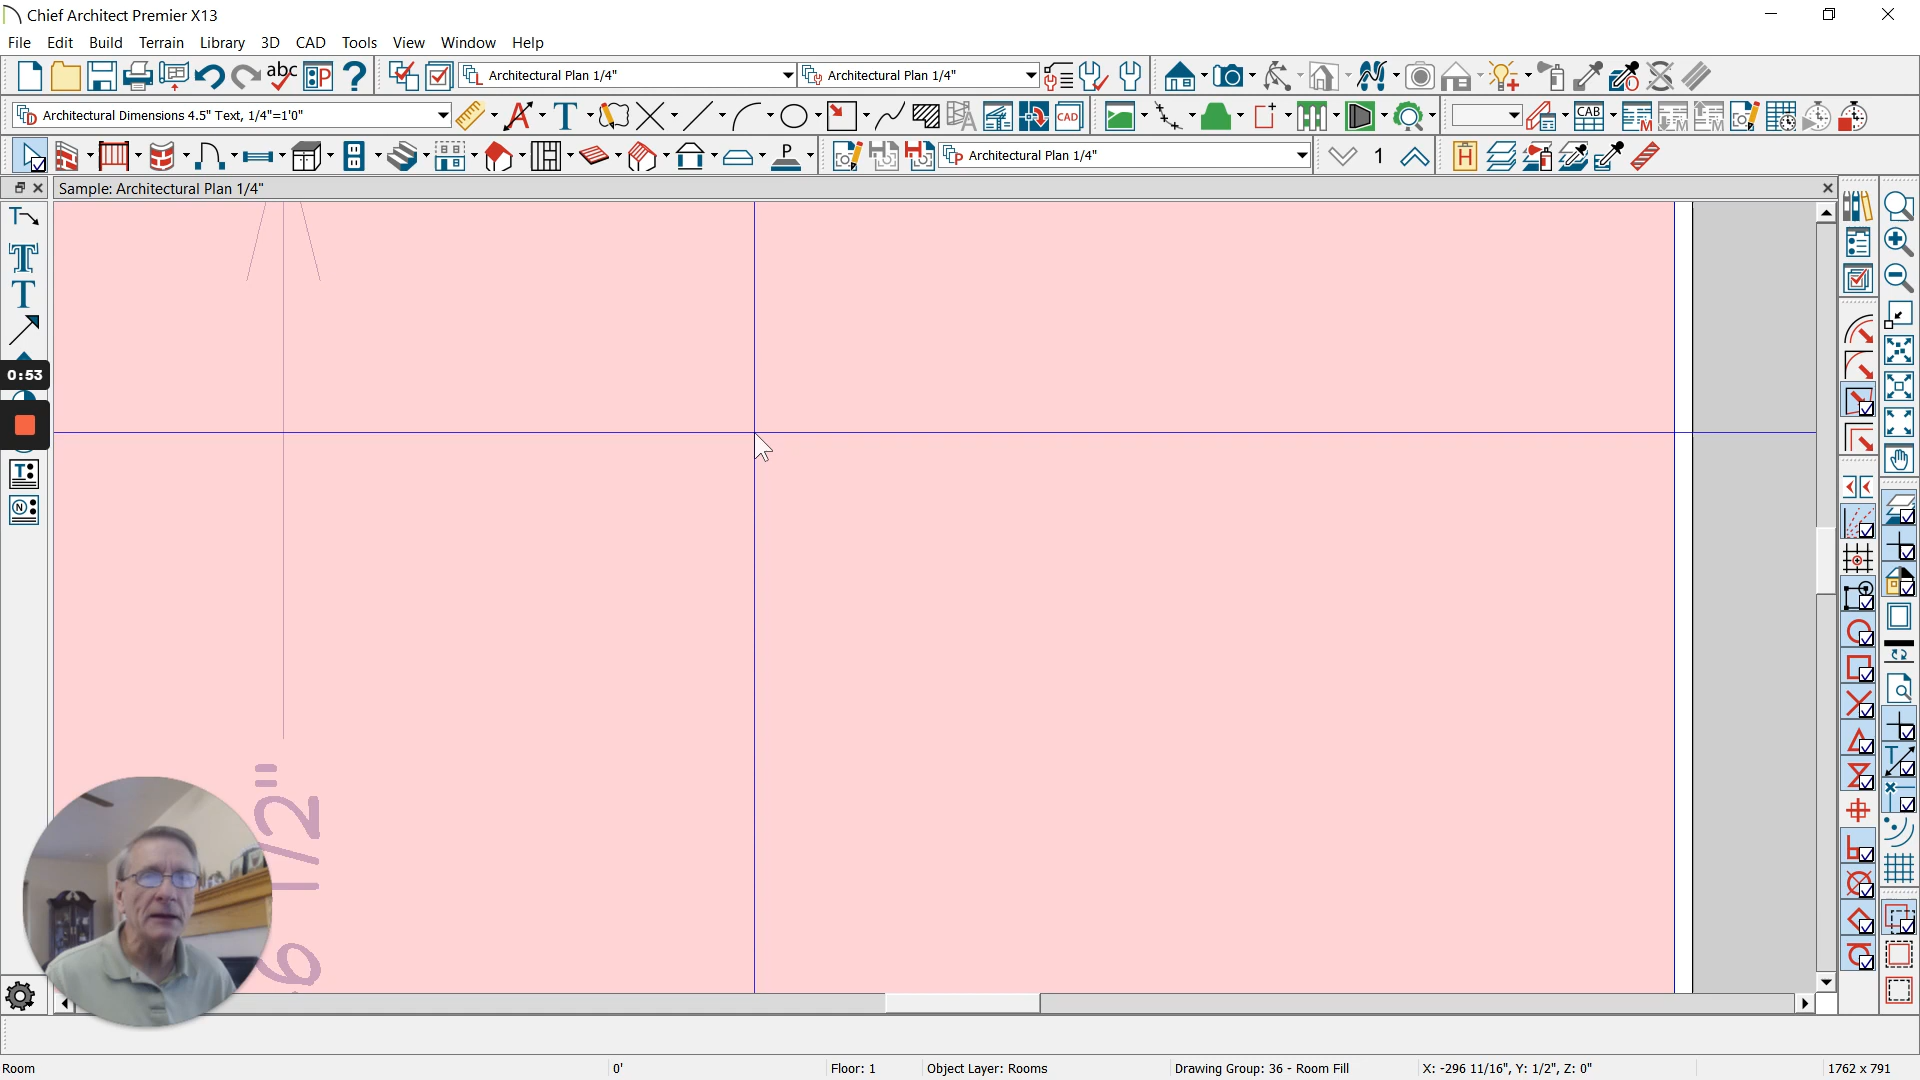 Chief Architect Premier X13
File Edit Build Terrain Library 3D CAD Tools View Window Help
abc P ? L Architectural Plan 1/4" Architectural Plan 1/4"
D Architectural Dimensions 4.5" Text, 1/4"=1'0" A T CAD CAB M
P P Architectural Plan 1/4" 1 H
Sample: Architectural Plan 1/4"
T
T
T
0:53
T:
N
6 1/2"
Room 0' Floor: 1 Object Layer: Rooms Drawing Group: 36 - Room Fill X: -296 11/16", Y: 1/2", Z: 0" 1762 x 791